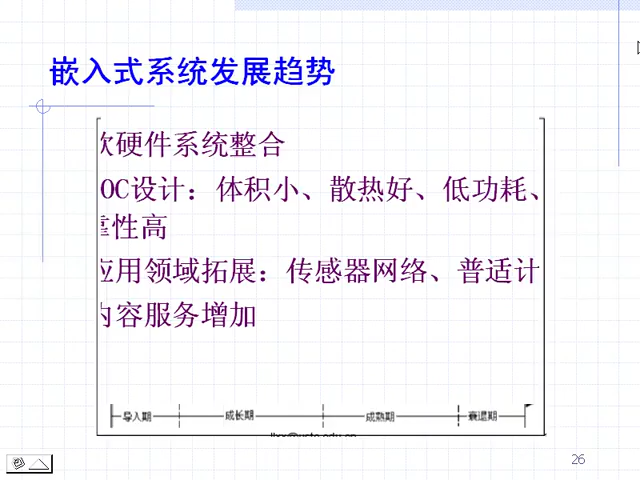 嵌入式系统发展趋势
软硬件系统整合
OC设计：体积小、散热好、低功耗、
靠性高
应用领域拓展：传感器网络、普适计
内容服务增加
导入期 成长期 成熟期 衰退期
26